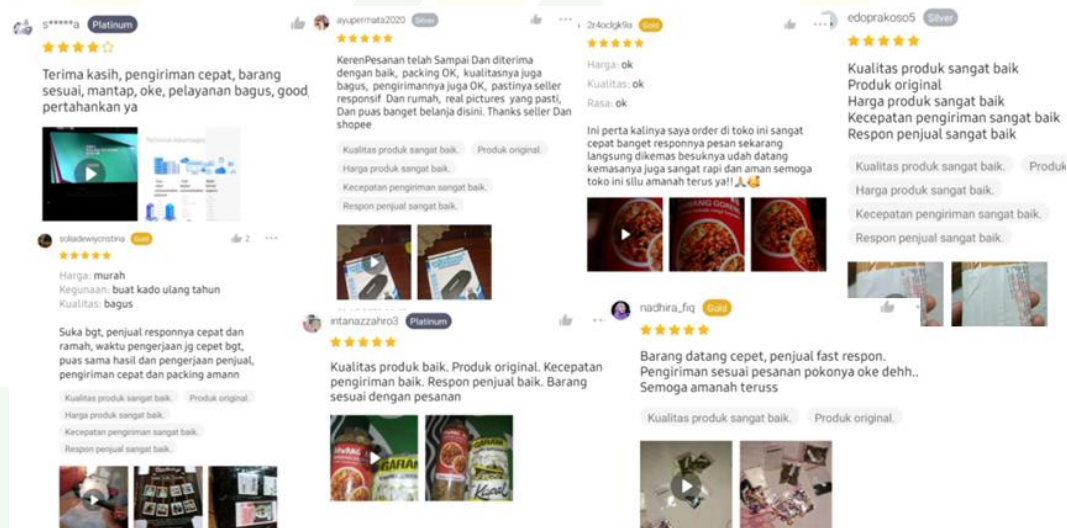 s*****a Platinum
Terima kasih, pengiriman cepat, barang
sesuai, mantap, oke, pelayanan bagus, good,
pertahankan ya
ayupermata2020 Silver
KerenPesanan telah Sampai Dan diterima
dengan baik, packing OK, kualitasnya juga
bagus, pengirimannya juga OK, pastinya seller
responsif Dan rumah, real pictures yang pasti,
Dan puas banget belanja disini. Thanks seller Dan
shopee
Kualitas produk sangat baik. Produk original.
Harga produk sangat baik.
Kecepatan pengiriman sangat baik.
Respon penjual sangat baik.
2r4oclgk9a Gold
Harga: ok
Kualitas: ok
Rasa: ok
Ini perta kalinya saya order di toko ini sangat
cepat banget responnya pesan sekarang
langsung dikemas besuknya udah datang
kemasanya juga sangat rapi dan aman semoga
toko ini sllu amanah terus ya!!🙏🥰
BAWANG GORENG
edoprakoso5 Silver
Kualitas produk sangat baik
Produk original
Harga produk sangat baik
Kecepatan pengiriman sangat baik
Respon penjual sangat baik
Kualitas produk sangat baik. Produk
Harga produk sangat baik.
Kecepatan pengiriman sangat baik.
Respon penjual sangat baik.
soliadewiycristina Gold
2
Harga: murah
Kegunaan: buat kado ulang tahun
Kualitas: bagus
Suka bgt, penjual responnya cepat dan
ramah, waktu pengerjaan jg cepet bgt,
puas sama hasil dan pengerjaan penjual,
pengiriman cepat dan packing amann
Kualitas produk sangat baik. Produk original.
Harga produk sangat baik.
Kecepatan pengiriman sangat baik.
Respon penjual sangat baik.
intanazzahro3 Platinum
Kualitas produk baik. Produk original. Kecepatan
pengiriman baik. Respon penjual baik. Barang
sesuai dengan pesanan
GARAM
nadhira_fiq Gold
Barang datang cepet, penjual fast respon.
Pengiriman sesuai pesanan pokonya oke dehh..
Semoga amanah teruss
Kualitas produk sangat baik. Produk original.